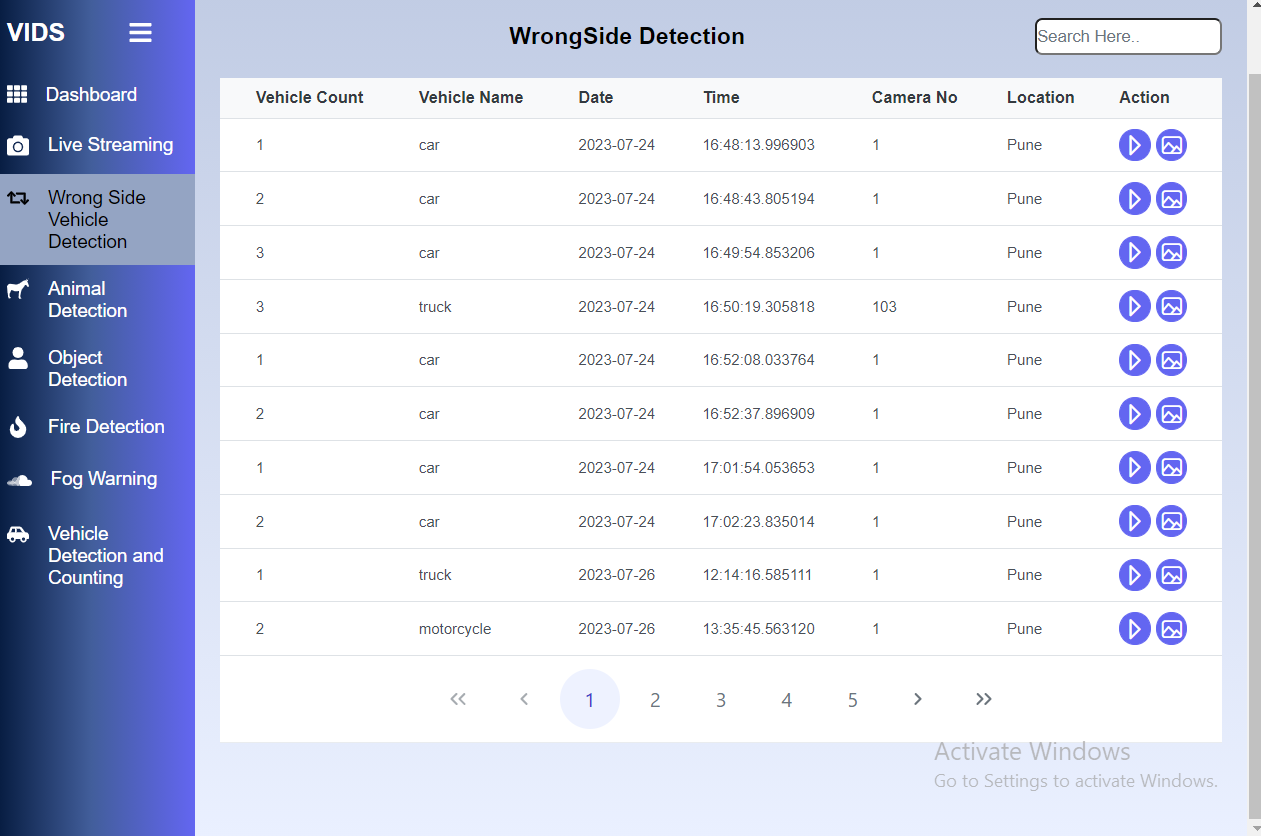 VIDS
WrongSide Detection
Search Here..
Dashboard
Live Streaming
Wrong Side
Vehicle
Detection
Animal
Detection
Object
Detection
Fire Detection
Fog Warning
Vehicle
Detection and
Counting
Vehicle Count Vehicle Name Date Time Camera No Location Action
1 car 2023-07-24 16:48:13.996903 1 Pune
2 car 2023-07-24 16:48:43.805194 1 Pune
3 car 2023-07-24 16:49:54.853206 1 Pune
3 truck 2023-07-24 16:50:19.305818 103 Pune
1 car 2023-07-24 16:52:08.033764 1 Pune
2 car 2023-07-24 16:52:37.896909 1 Pune
1 car 2023-07-24 17:01:54.053653 1 Pune
2 car 2023-07-24 17:02:23.835014 1 Pune
1 truck 2023-07-26 12:14:16.585111 1 Pune
2 motorcycle 2023-07-26 13:35:45.563120 1 Pune
1 2 3 4 5
Activate Windows
Go to Settings to activate Windows.